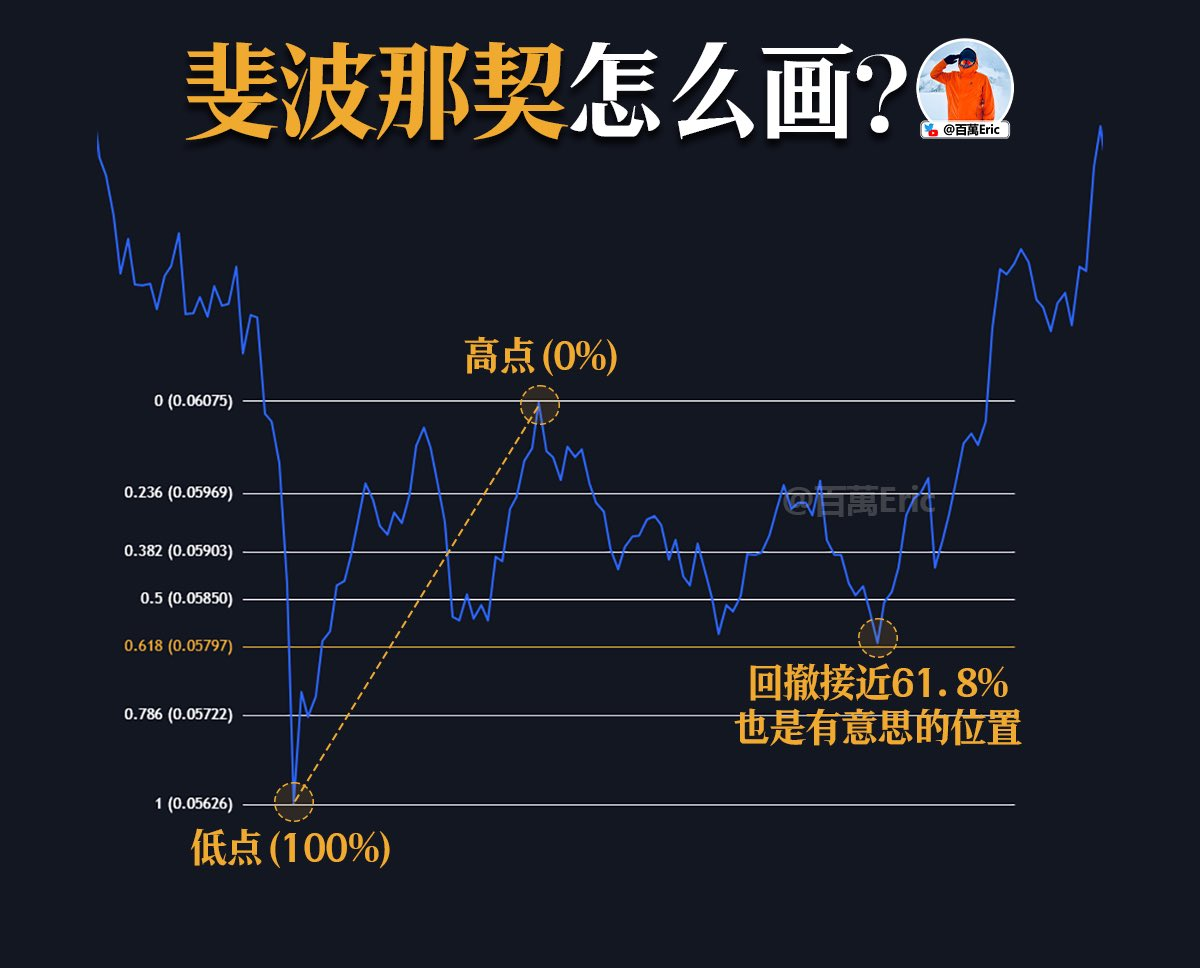 斐波那契怎么画?
@百萬Eric
高点(0%)
0 (0.06075)
0.236 (0.05969)
@百萬Eric
0.382 (0.05903)
0.5 (0.05850)
0.618 (0.05797)
回撤接近61.8%
也是有意思的位置
0.786 (0.05722)
1 (0.05626)
低点(100%)